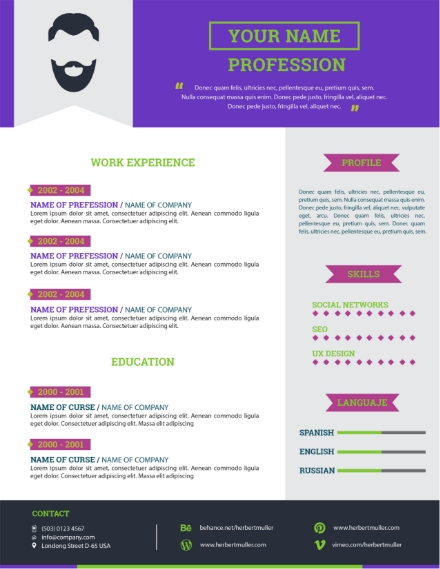 YOUR NAME
PROFESSION
“ Donec quam felis, ultricies nec, pellentesque eu, pretium quis, sem.
Nulla consequat massa quis enim. Donec pede justo, fringilla vel, aliquet nec.
Donec pede justo, fringilla vel, aliquet nec. ”
WORK EXPERIENCE
2002 - 2004
NAME OF PREFESSION / NAME OF COMPANY
Lorem ipsum dolor sit amet, consectetuer adipiscing elit. Aenean commodo ligula
eget dolor. massa. Consectetuer adipiscing elit.
2002 - 2004
NAME OF PREFESSION / NAME OF COMPANY
Lorem ipsum dolor sit amet, consectetuer adipiscing elit. Aenean commodo ligula
eget dolor. Aenean massa. Consectetuer adipiscing elit.
2002 - 2004
NAME OF PREFESSION / NAME OF COMPANY
Lorem ipsum dolor sit amet, consectetuer adipiscing elit. Aenean commodo ligula
eget dolor. Aenean massa. Consectetuer adipiscing elit.
EDUCATION
2000 - 2001
NAME OF CURSE / NAME OF COMPANY
Lorem ipsum dolor sit amet, consectetuer adipiscing elit. Aenean commodo ligula
eget dolor. Aenean massa. Massa elit adipiscing
2000 - 2001
NAME OF CURSE / NAME OF COMPANY
Lorem ipsum dolor sit amet, consectetuer adipiscing elit. Aenean commodo ligula
eget dolor. Aenean massa. Massa elit adipiscing
PROFILE
Donec quam felis, ultricies nec, pellentesque eu,
pretium quis, sem. Nulla consequat massa quis enim.
Donec pede justo, fringilla vel, aliquet nec, vulputate
eget, arcu. Donec quam felis, ultricies nec,
pellentesque eu, pretium quis, sem. Donec quam
felis, ultricies nec, pellentesque eu, pretium quis, sem.
SKILLS
SOCIAL NETWORKS
SEO
UX DESIGN
LANGUAJE
SPANISH
ENGLISH
RUSSIAN
CONTACT
(503) 0123 4567
info@company.com
Londong Street D-65 USA
Bē behance.net/herbertmuller
www.herbertmuller.com
www.herbertmuller.com
vimeo.com/herbertmuller